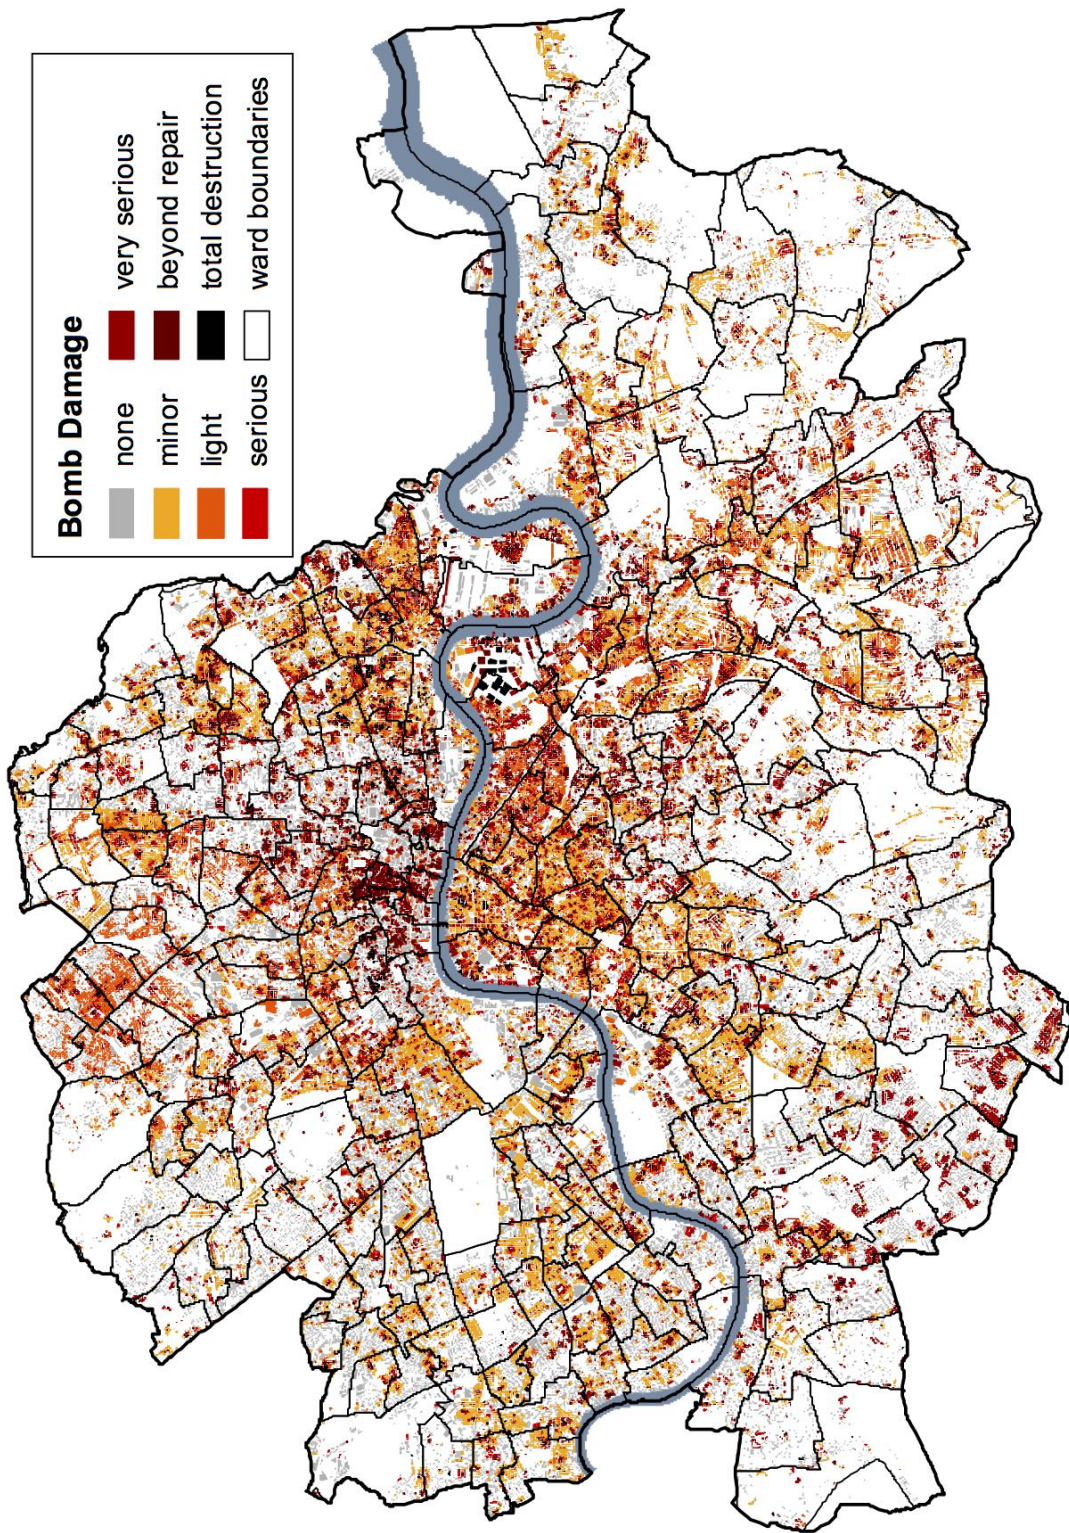 Bomb Damage
none
very serious
minor
beyond repair
light
total destruction
serious
ward boundaries